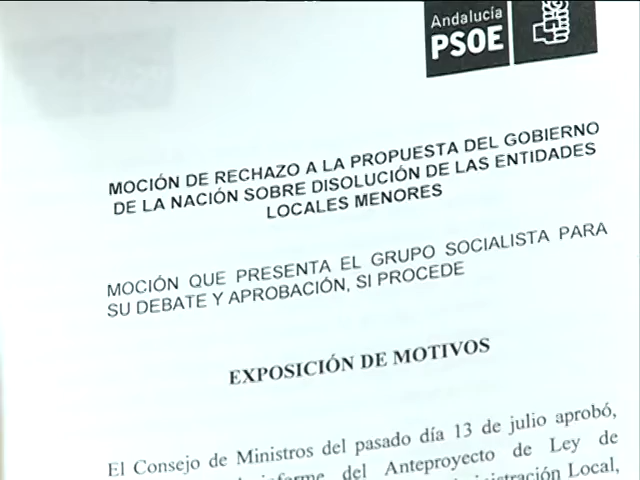 Andalucía
PSOE
MOCIÓN DE RECHAZO A LA PROPUESTA DEL GOBIERNO
DE LA NACIÓN SOBRE DISOLUCIÓN DE LAS ENTIDADES
LOCALES MENORES
MOCIÓN QUE PRESENTA EL GRUPO SOCIALISTA PARA
SU DEBATE Y APROBACIÓN, SI PROCEDE
EXPOSICIÓN DE MOTIVOS
El Consejo de Ministros del pasado día 13 de julio aprobó,
informe del Anteproyecto de Ley de
Local,